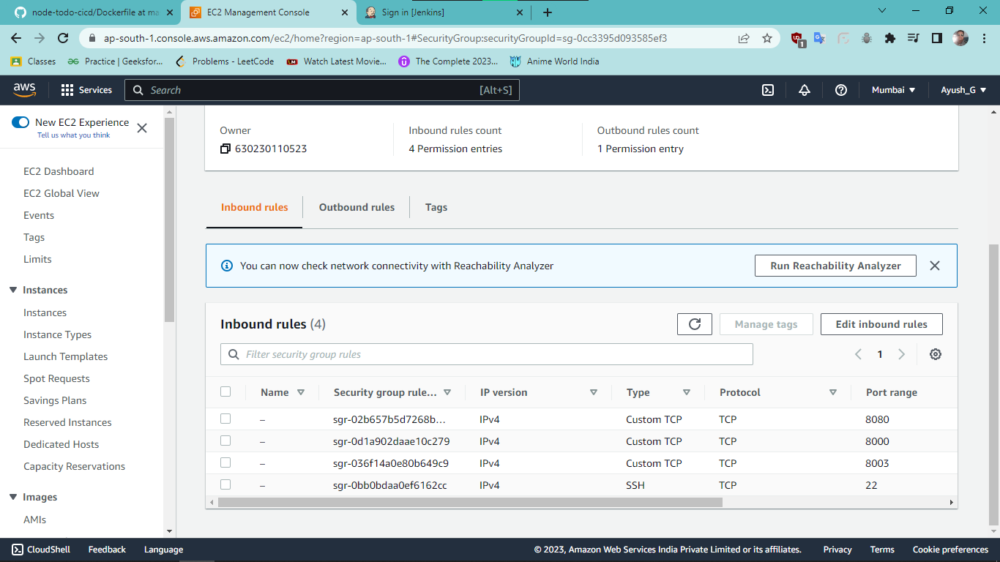 node-todo-cicd/Dockerfile at ma
EC2 Management Console
Sign in [Jenkins]
ap-south-1.console.aws.amazon.com/ec2/home?region=ap-south-1#SecurityGroup:securityGroupId=sg-0cc3395d093585ef3
1
Classes
Practice | Geeksfor...
Problems - LeetCode
LM
Watch Latest Movie...
The Complete 2023...
Anime World India
aws
Services
Search
[Alt+S]
Mumbai
Ayush_G
New EC2 Experience
Tell us what you think
EC2 Dashboard
EC2 Global View
Events
Tags
Limits
Instances
Instances
Instance Types
Launch Templates
Spot Requests
Savings Plans
Reserved Instances
Dedicated Hosts
Capacity Reservations
Images
AMIs
Owner
630230110523
Inbound rules count
4 Permission entries
Outbound rules count
1 Permission entry
Inbound rules
Outbound rules
Tags
You can now check network connectivity with Reachability Analyzer
Run Reachability Analyzer
Inbound rules (4)
Manage tags
Edit inbound rules
Filter security group rules
1
Name Security group rule... IP version Type Protocol Port range
– sgr-02b657b5d7268b... IPv4 Custom TCP TCP 8080
– sgr-0d1a902daae10c279 IPv4 Custom TCP TCP 8000
– sgr-036f14a0e80b649c9 IPv4 Custom TCP TCP 8003
– sgr-0bb0bdaa0ef6162cc IPv4 SSH TCP 22
CloudShell
Feedback
Language
© 2023, Amazon Web Services India Private Limited or its affiliates.
Privacy
Terms
Cookie preferences